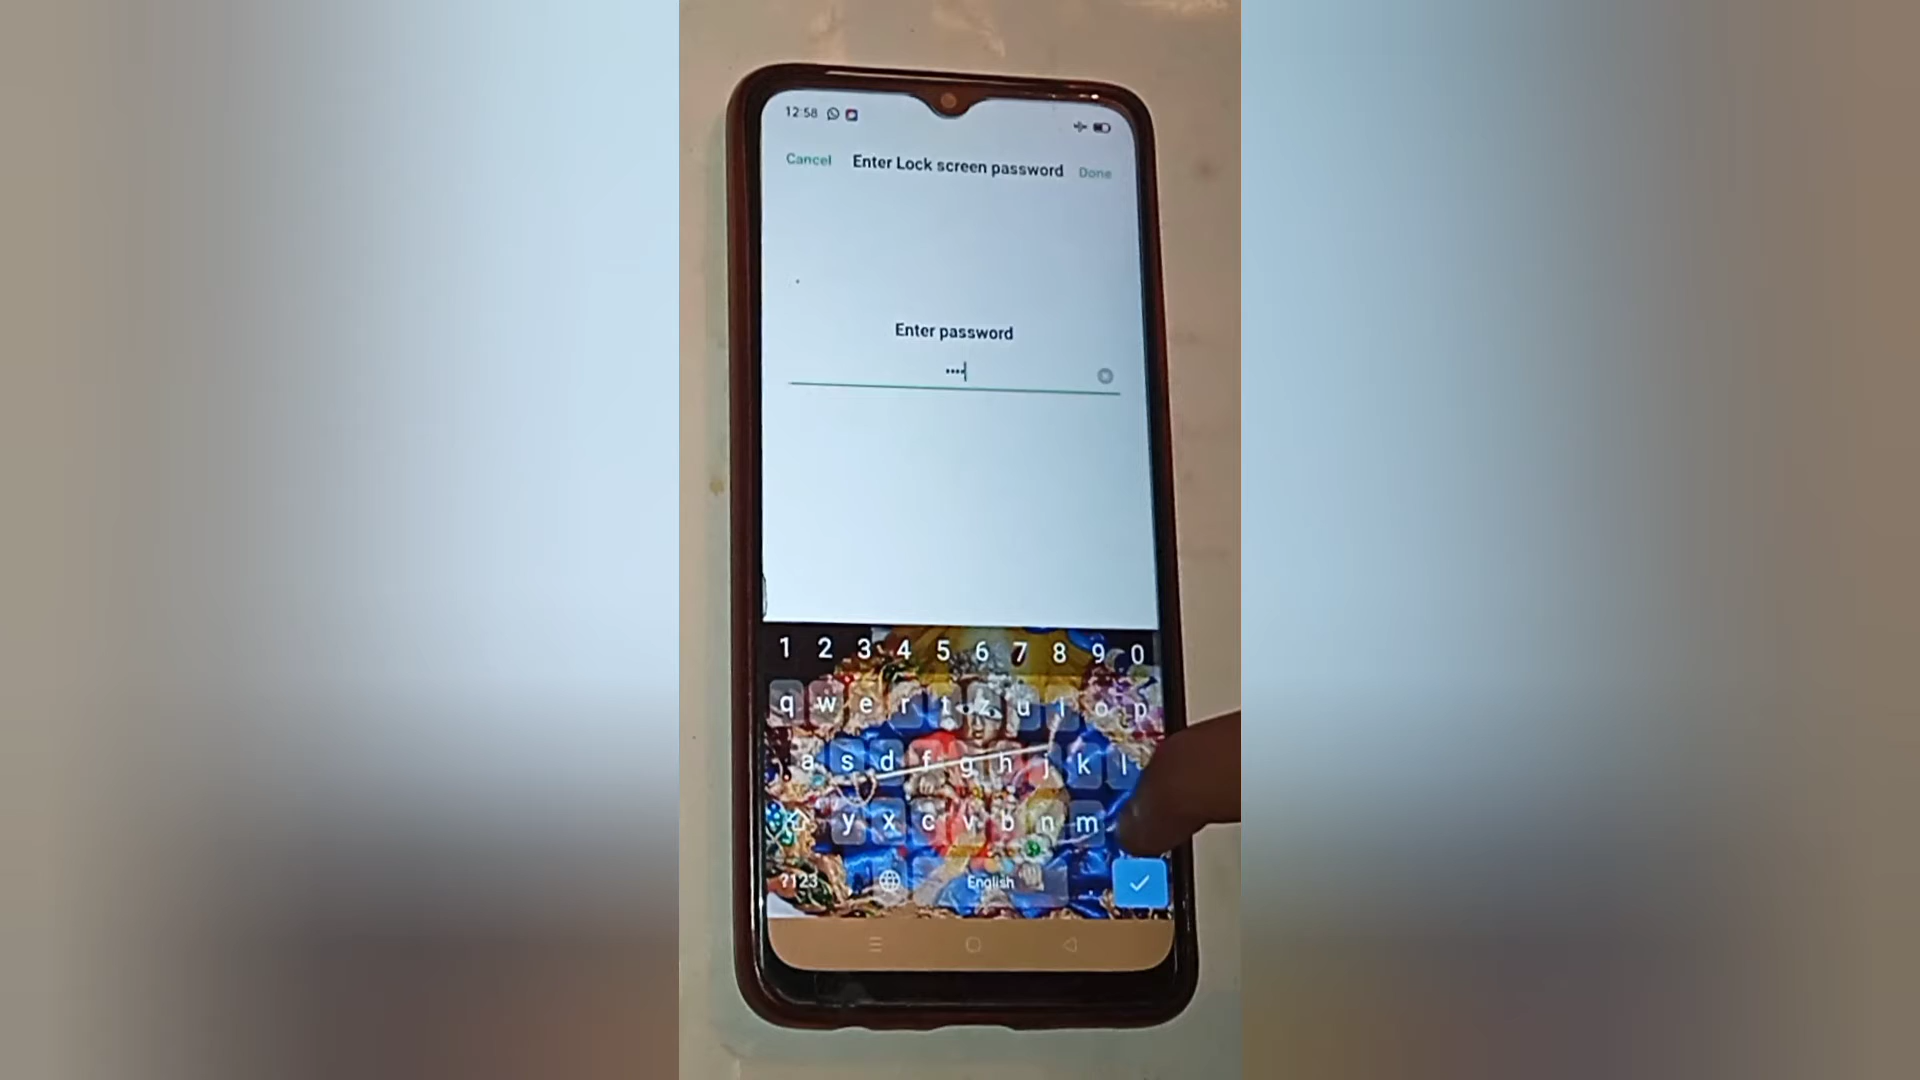 12:58
Cancel Enter Lock screen password Done
Enter password
••••
1 2 3 4 5 6 7 8 9 0
q w e r t z u i o p
a s d f g h j k l
y x c v b n m
?123 , English .